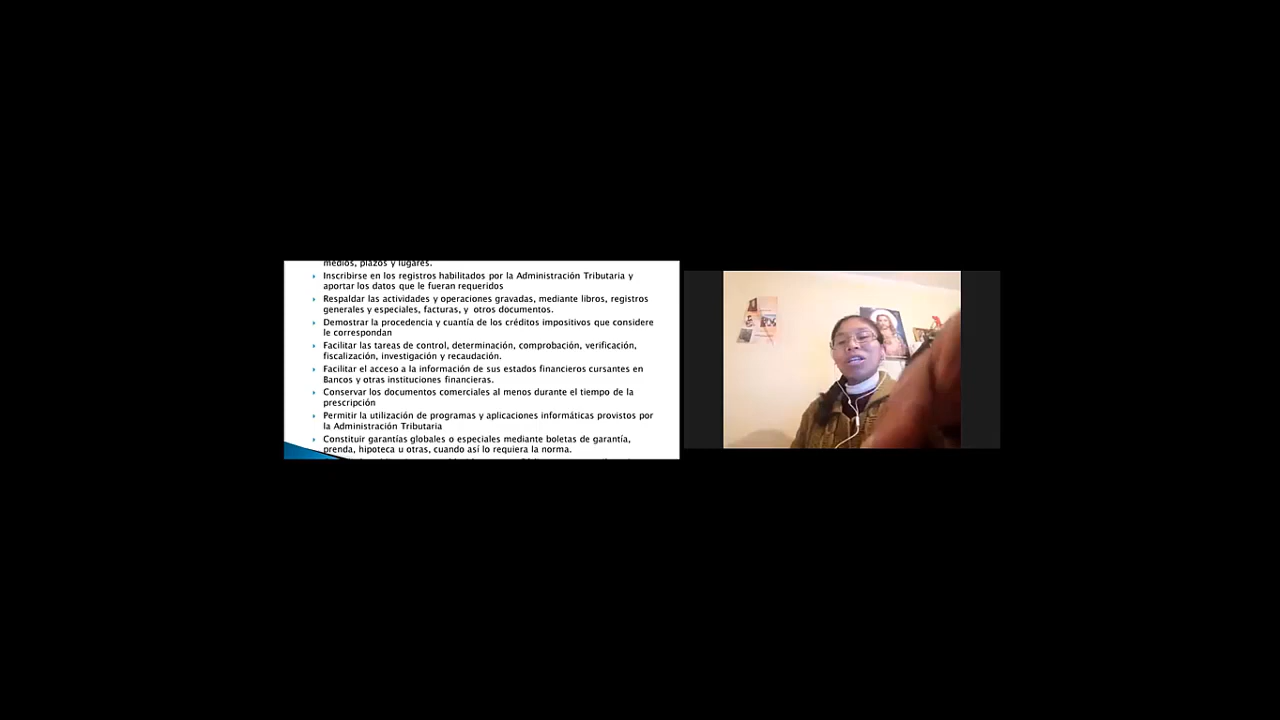 medios, plazos y lugares.
Inscribirse en los registros habilitados por la Administración Tributaria y
aportar los datos que le fueran requeridos
Respaldar las actividades y operaciones gravadas, mediante libros, registros
generales y especiales, facturas, y otros documentos.
Demostrar la procedencia y cuantía de los créditos impositivos que considere
le correspondan
Facilitar las tareas de control, determinación, comprobación, verificación,
fiscalización, investigación y recaudación.
Facilitar el acceso a la información de sus estados financieros cursantes en
Bancos y otras instituciones financieras.
Conservar los documentos comerciales al menos durante el tiempo de la
prescripción
Permitir la utilización de programas y aplicaciones informáticas provistos por
la Administración Tributaria
Constituir garantías globales o especiales mediante boletas de garantía,
prenda, hipoteca u otras, cuando así lo requiera la norma.